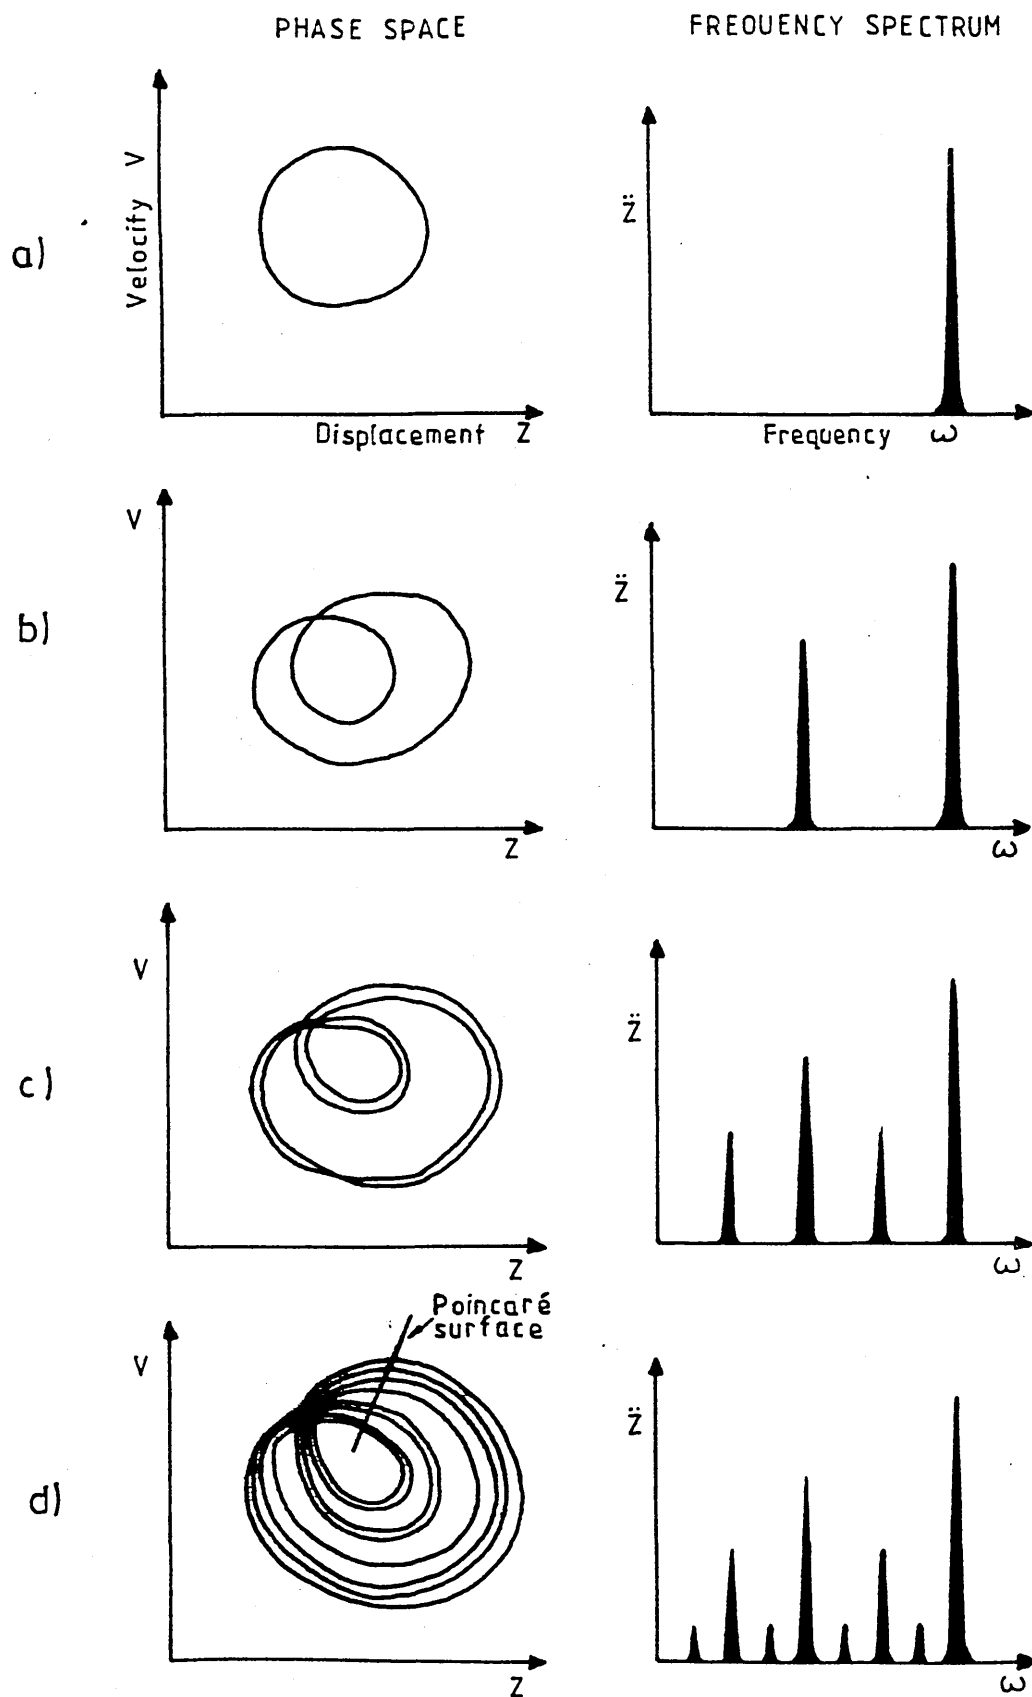 PHASE SPACE
FREQUENCY SPECTRUM
a)
Velocity V
Displacement Z
Z̈
Frequency ω
b)
V
Z
Z̈
ω
c)
V
Z
Z̈
ω
d)
Poincaré
surface
V
Z
Z̈
ω